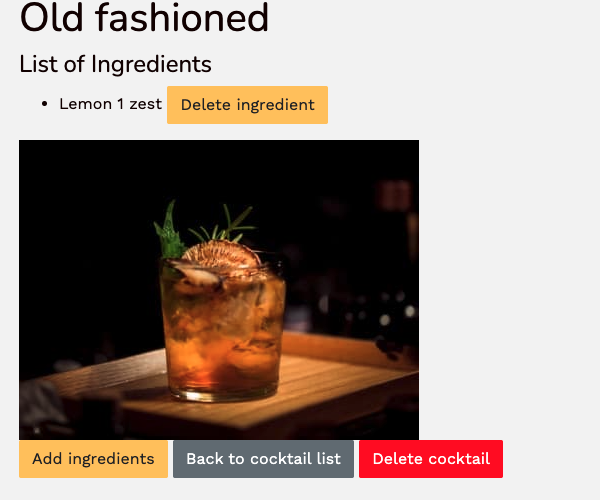 Old fashioned
List of Ingredients
• Lemon 1 zest Delete ingredient
Add ingredients Back to cocktail list Delete cocktail